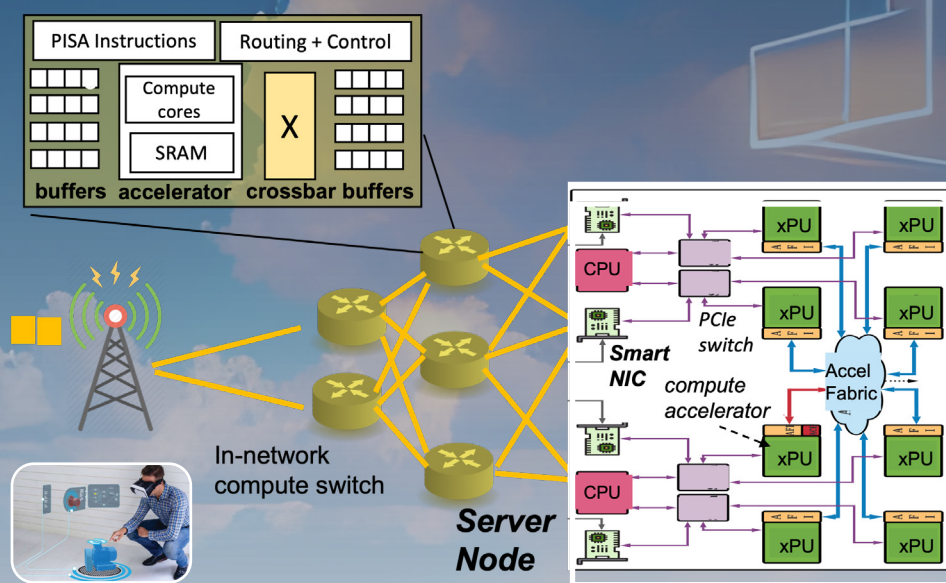 PISA Instructions
Routing + Control
Compute
cores
SRAM
X
buffers
accelerator
crossbar
buffers
In-network
compute switch
Server
Node
CPU
CPU
Smart
NIC
PCIe
switch
compute
accelerator
Accel
Fabric
A
xPU
A F I
xPU
A F I
xPU
A F I
xPU
A F I
AFI
xPU
A F I
xPU
A F I
xPU
A F I
xPU